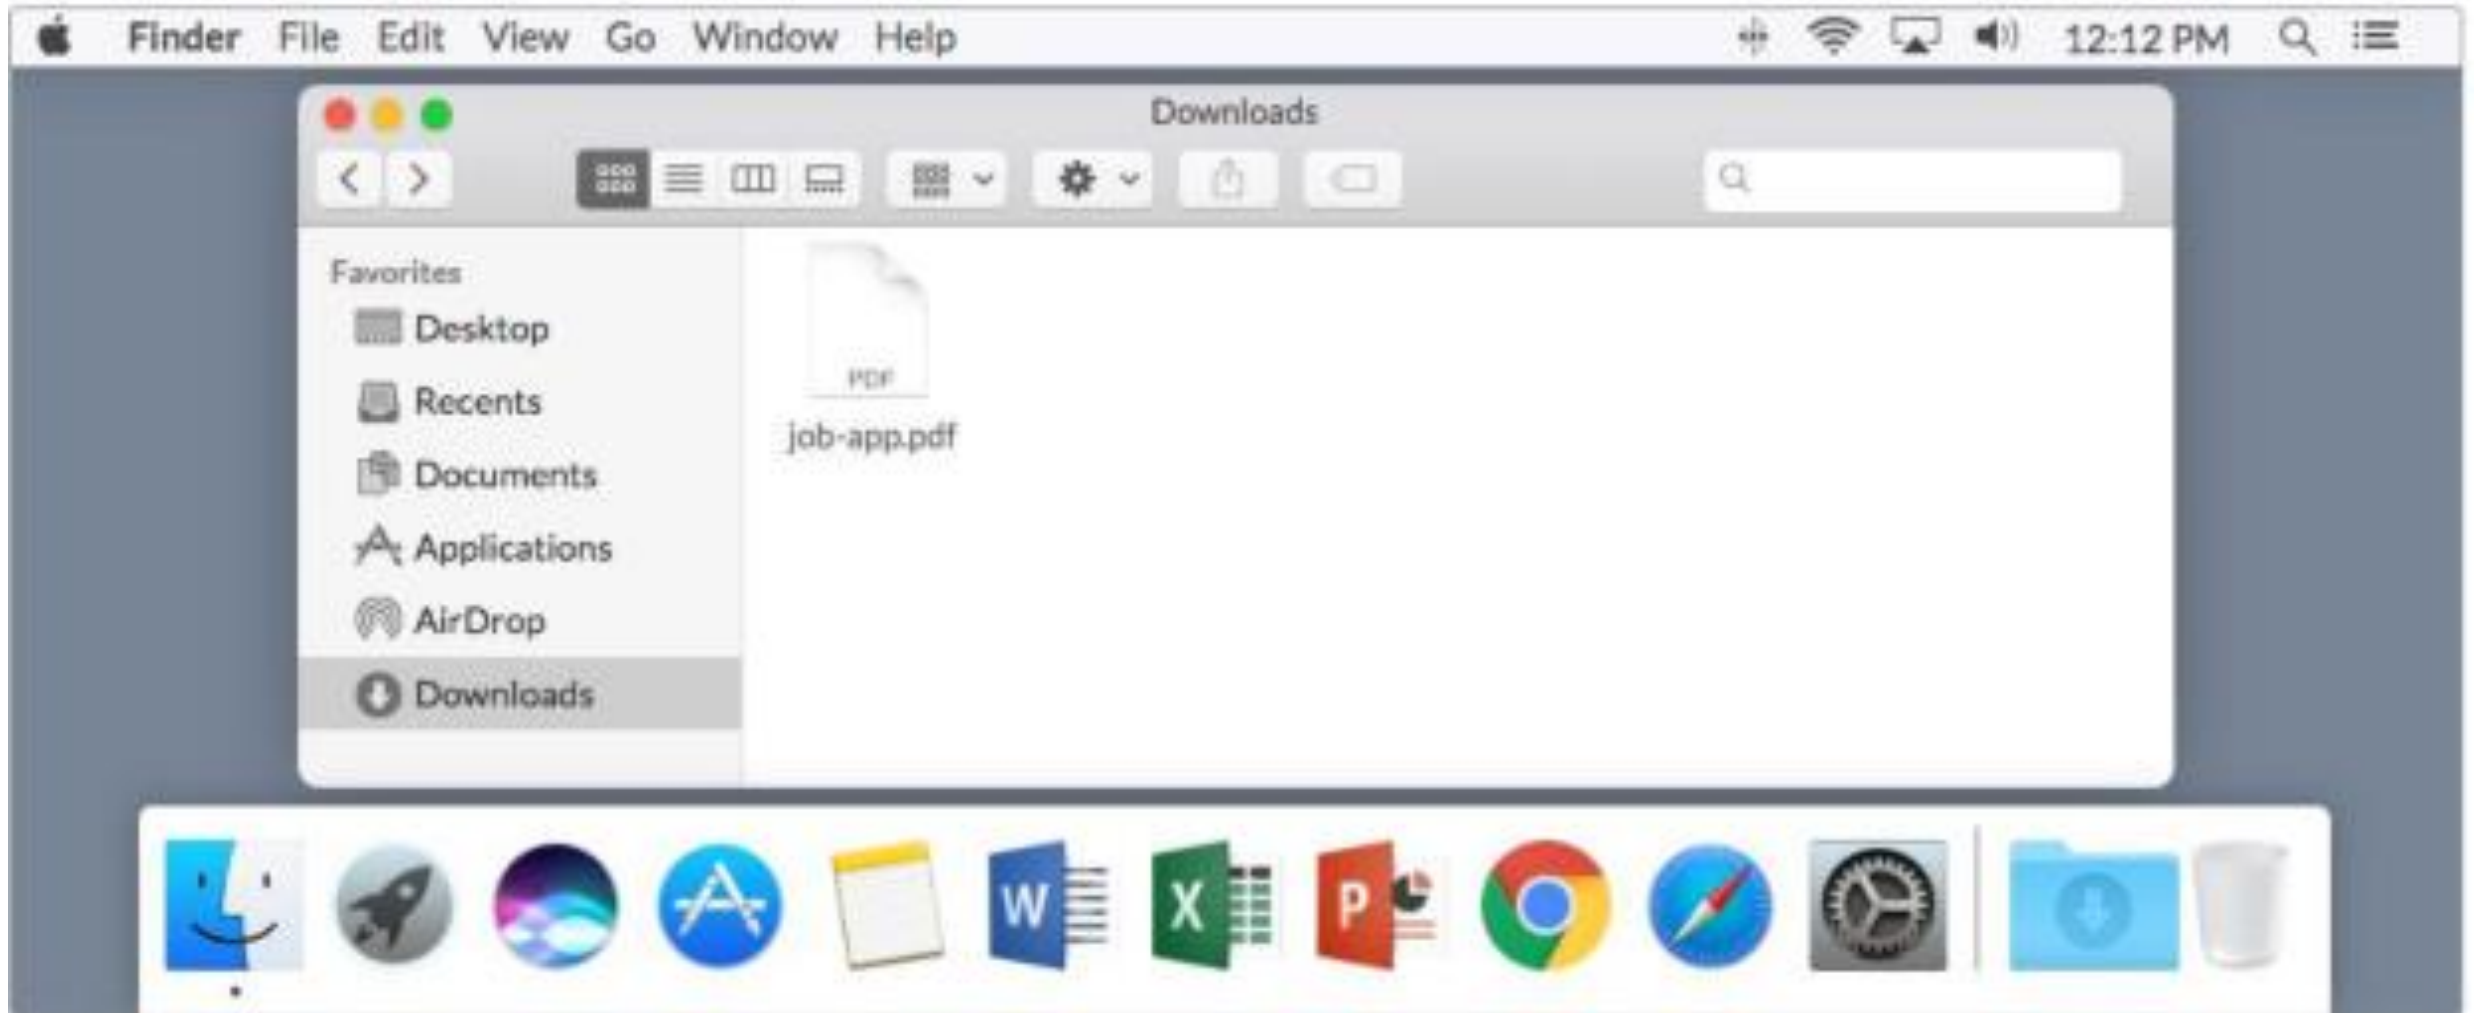 Finder File Edit View Go Window Help 12:12 PM
Downloads
Favorites
Desktop
Recents
Documents
Applications
AirDrop
Downloads
PDF
job-app.pdf
W X P